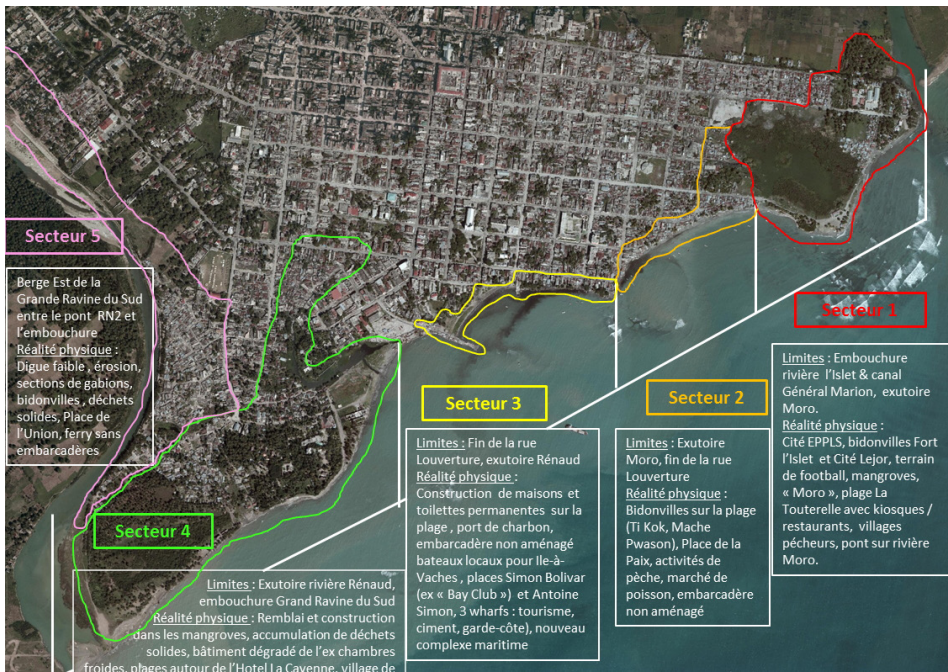 Secteur 5
Berge Est de la
Grande Ravine du Sud
entre le pont RN2 et
l'embouchure
Réalité physique :
Digue faible , érosion,
sections de gabions,
bidonvilles , déchets
solides, Place de
l'Union, ferry sans
embarcadères
Secteur 4
Limites : Exutoire rivière Rénaud,
embouchure Grand Ravine du Sud
Réalité physique : Remblai et construction
dans les mangroves, accumulation de déchets
solides, bâtiment dégradé de l'ex chambres
froides, plages autour de l'Hotel La Cayenne, village de
Secteur 3
Limites : Fin de la rue
Louverture, exutoire Rénaud
Réalité physique :
Construction de maisons et
toilettes permanentes sur la
plage , port de charbon,
embarcadère non aménagé
bateaux locaux pour Ile-à-
Vaches , places Simon Bolivar
(ex « Bay Club ») et Antoine
Simon, 3 wharfs : tourisme,
ciment, garde-côte), nouveau
complexe maritime
Secteur 2
Limites : Exutoire
Moro, fin de la rue
Louverture
Réalité physique :
Bidonvilles sur la plage
(Ti Kok, Mache
Pwason), Place de la
Paix, activités de
pèche, marché de
poisson, embarcadère
non aménagé
Secteur 1
Limites : Embouchure
rivière l'Islet & canal
Général Marion, exutoire
Moro.
Réalité physique :
Cité EPPLS, bidonvilles Fort
l'Islet et Cité Lejor, terrain
de football, mangroves,
« Moro », plage La
Touterelle avec kiosques /
restaurants, villages
pécheurs, pont sur rivière
Moro.